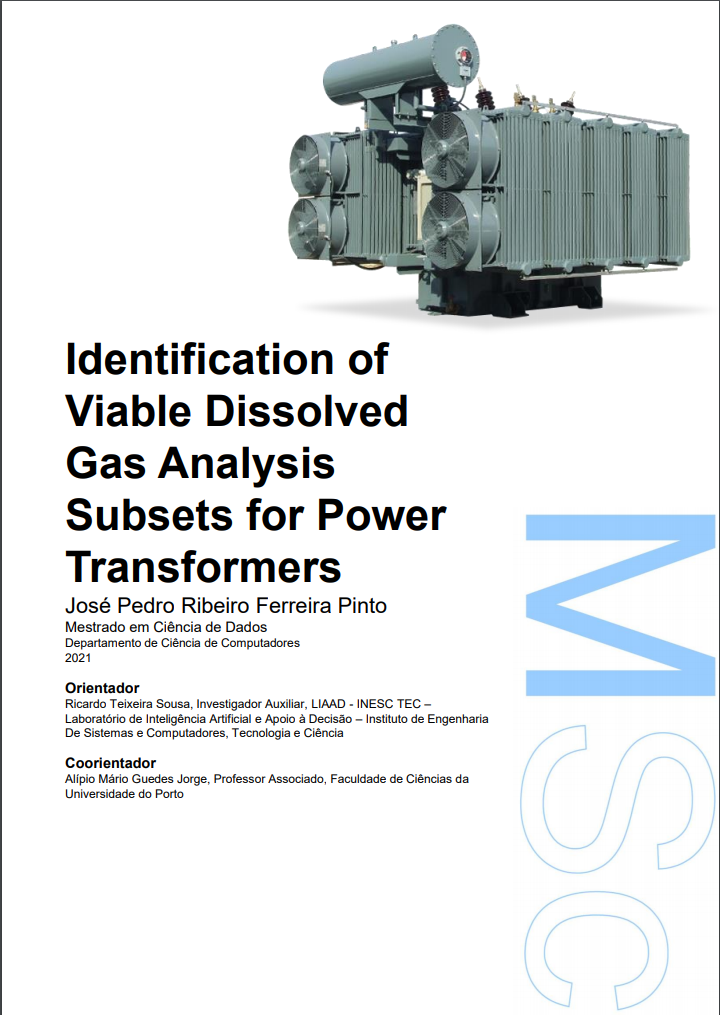 Identification of
Viable Dissolved
Gas Analysis
Subsets for Power
Transformers
José Pedro Ribeiro Ferreira Pinto
Mestrado em Ciência de Dados
Departamento de Ciência de Computadores
2021
Orientador
Ricardo Teixeira Sousa, Investigador Auxiliar, LIAAD - INESC TEC –
Laboratório de Inteligência Artificial e Apoio à Decisão – Instituto de Engenharia
De Sistemas e Computadores, Tecnologia e Ciência
Coorientador
Alípio Mário Guedes Jorge, Professor Associado, Faculdade de Ciências da
Universidade do Porto
MSC